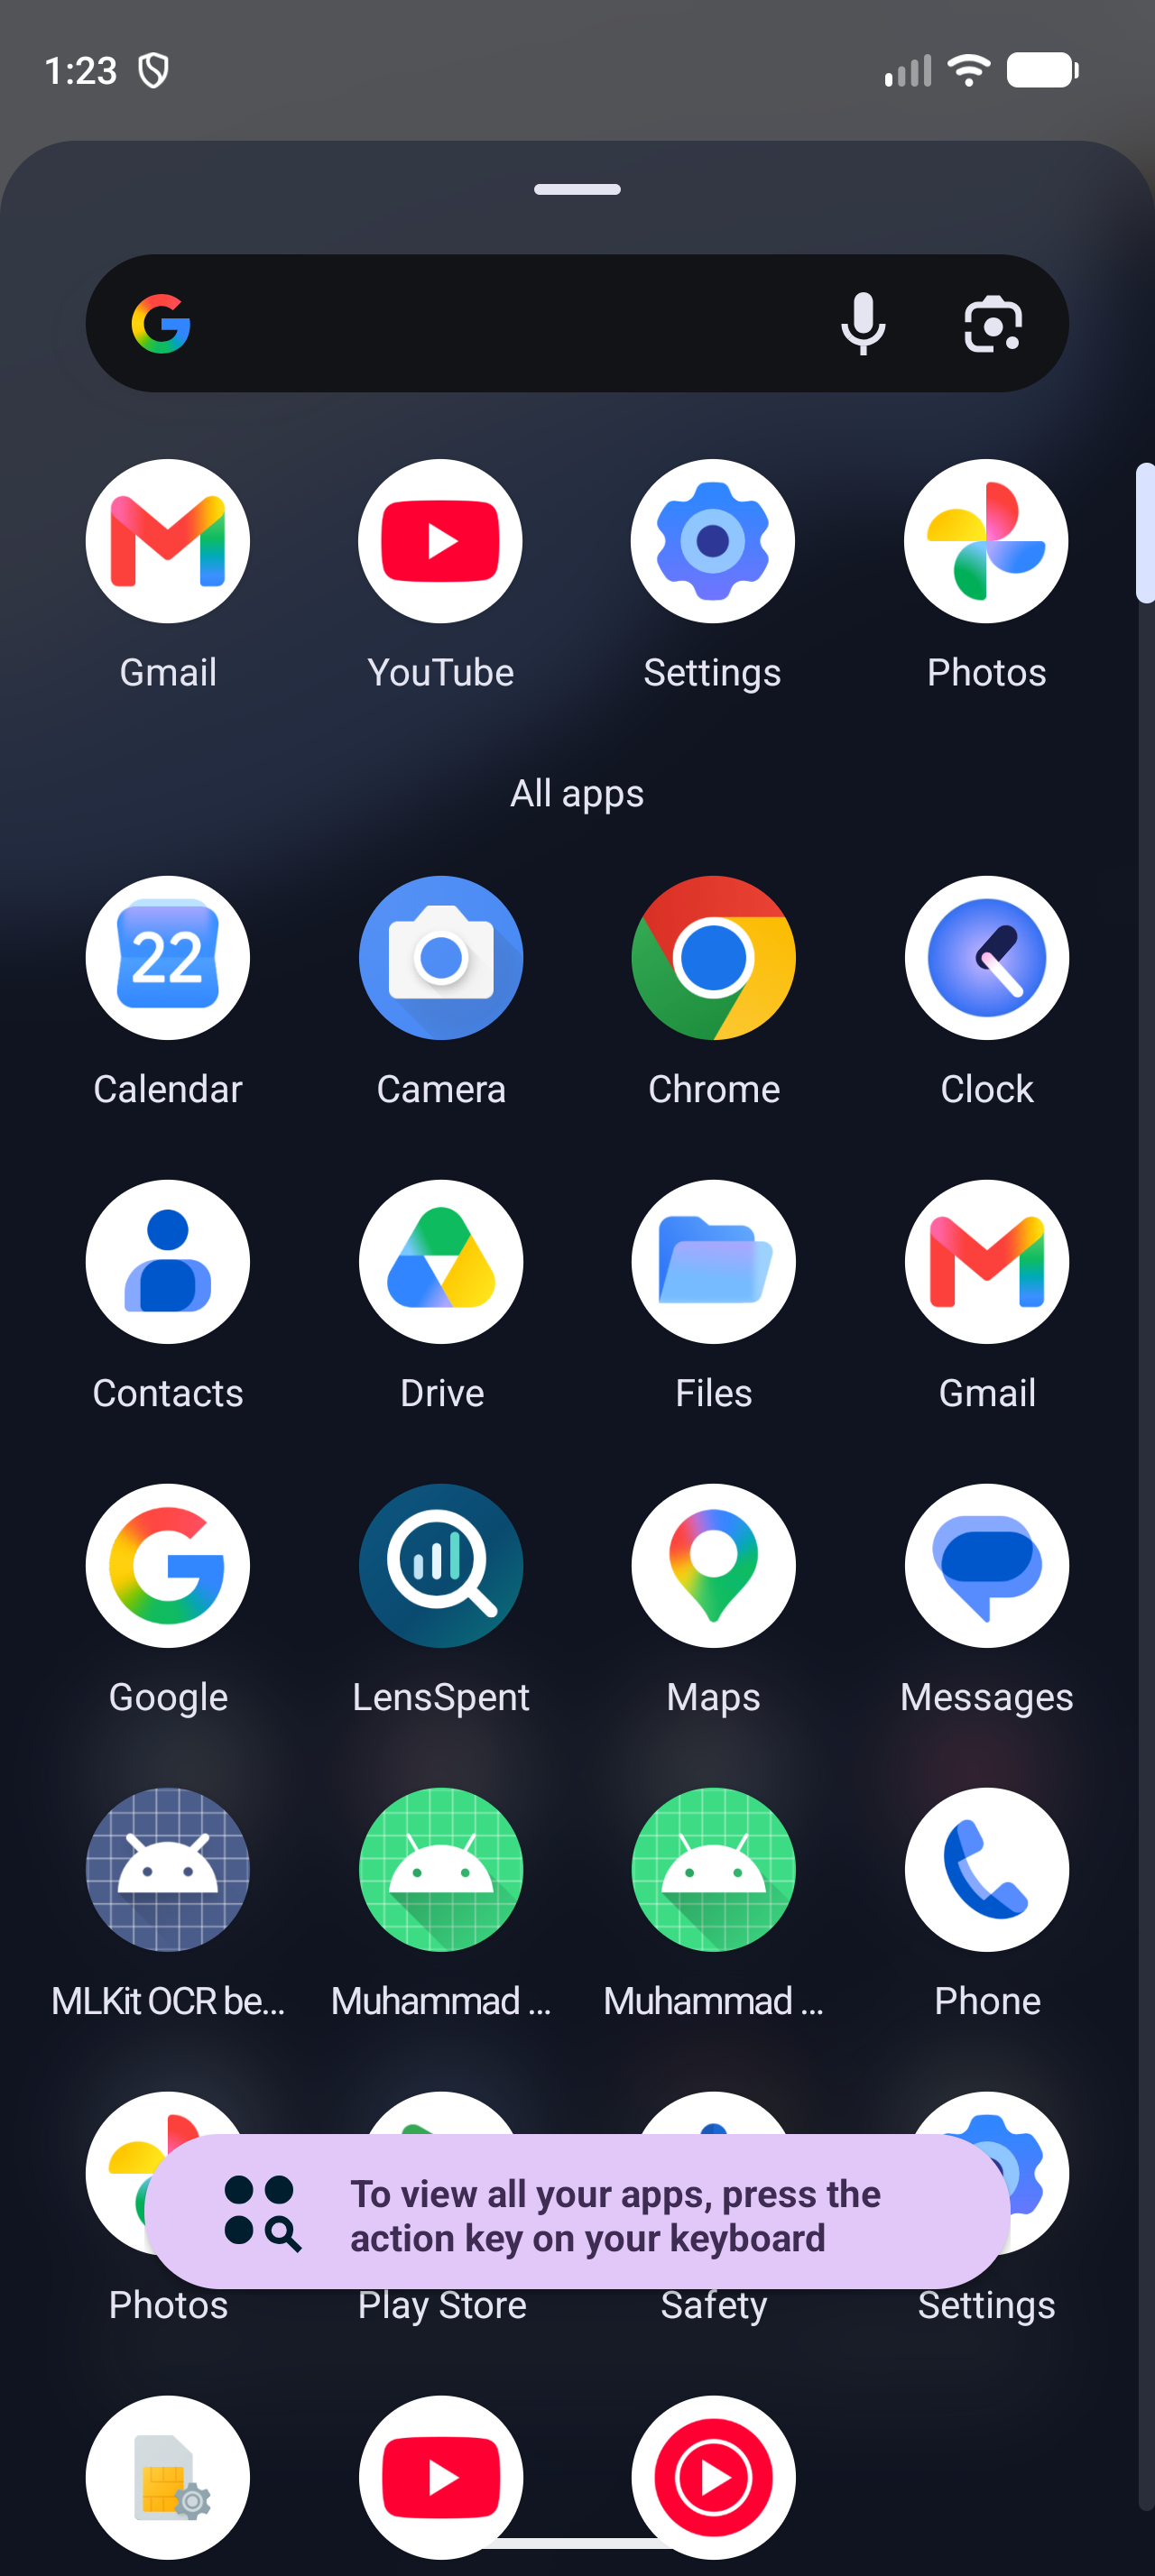 1:23
Gmail YouTube Settings Photos
All apps
22
Calendar Camera Chrome Clock
Contacts Drive Files Gmail
Google LensSpent Maps Messages
MLKit OCR be... Muhammad ... Muhammad ... Phone
To view all your apps, press the
action key on your keyboard
Photos Play Store Safety Settings